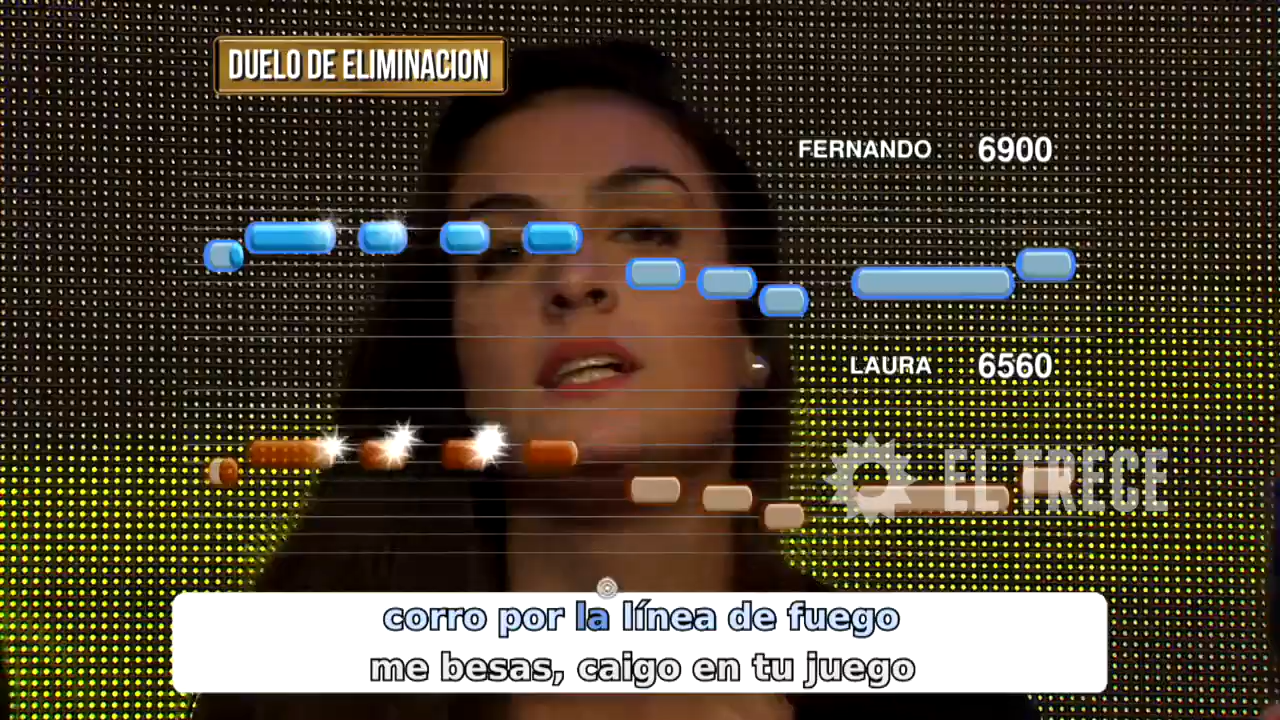 DUELO DE ELIMINACION
FERNANDO 6900
LAURA 6560
EL TRECE
corro por la línea de fuego
me besas, caigo en tu juego